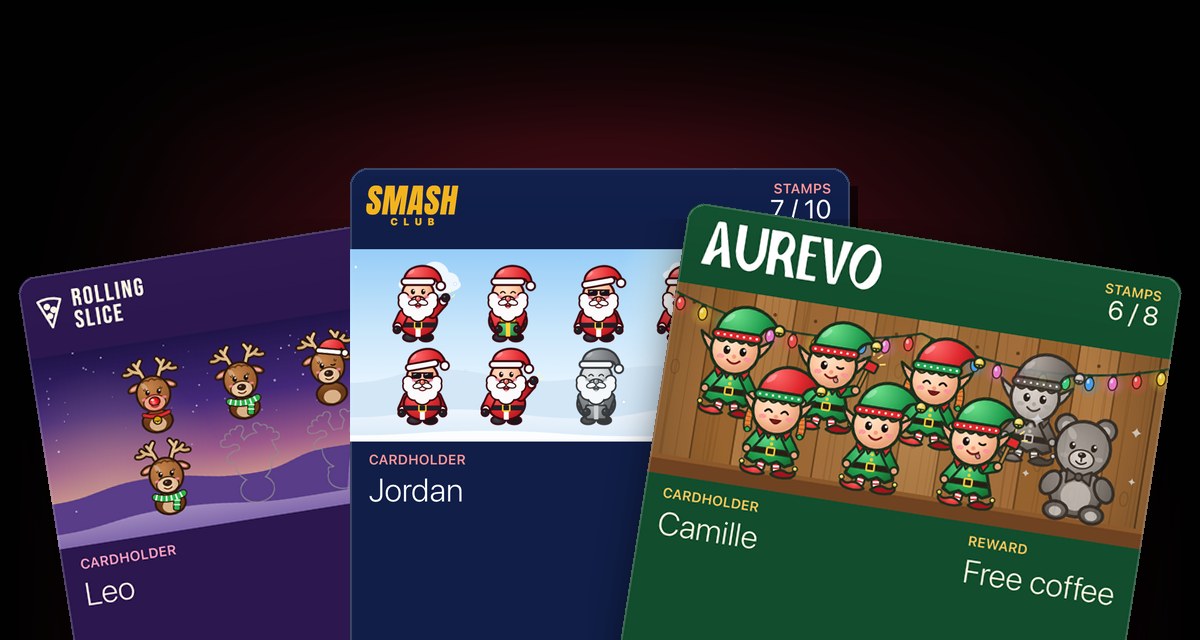 ROLLING
SLICE
CARDHOLDER
Leo
SMASH
CLUB
STAMPS
7 / 10
CARDHOLDER
Jordan
AUREVO
STAMPS
6 / 8
CARDHOLDER
Camille
REWARD
Free coffee